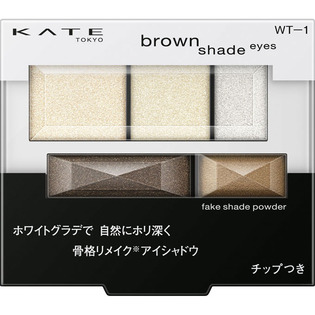 KATE
TOKYO
brown
shade eyes
WT-1
fake shade powder
ホワイトグラデで 自然にホリ深く
骨格リメイク※アイシャドウ
チップつき